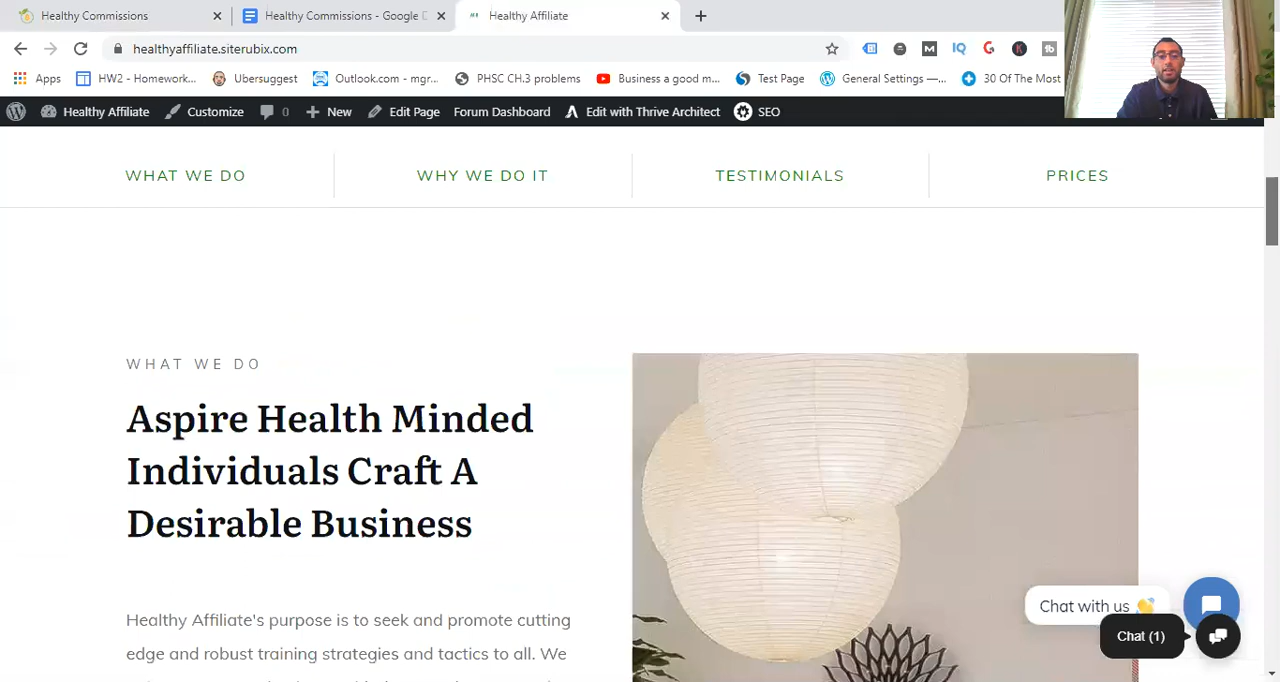 Healthy Commissions
Healthy Commissions - Google D
Healthy Affiliate
healthyaffiliate.siterubix.com
Apps
HW2 - Homework...
Ubersuggest
Outlook.com - mgr...
PHSC CH.3 problems
Business a good m...
Test Page
General Settings —...
30 Of The Most
Healthy Affiliate
Customize
0
New
Edit Page
Forum Dashboard
Edit with Thrive Architect
SEO
WHAT WE DO
WHY WE DO IT
TESTIMONIALS
PRICES
WHAT WE DO
Aspire Health Minded
Individuals Craft A
Desirable Business
Healthy Affiliate's purpose is to seek and promote cutting
edge and robust training strategies and tactics to all. We
Chat with us
Chat (1)